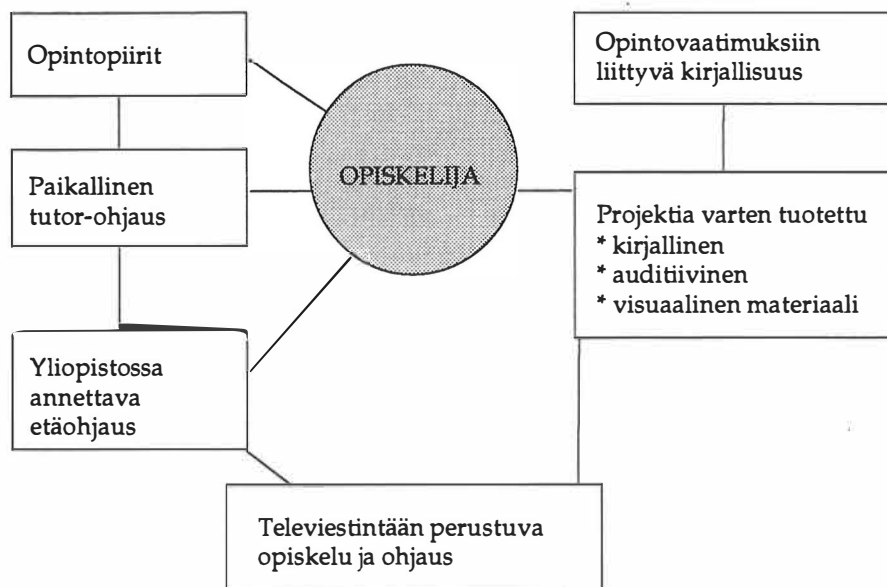 Opintopiirit
Opintovaatimuksiin
liittyvä kirjallisuus
OPISKELIJA
Paikallinen
tutor-ohjaus
Projektia varten tuotettu
* kirjallinen
* auditiivinen
* visuaalinen materiaali
Yliopistossa
annettava
etäohjaus
Televiestintään perustuva
opiskelu ja ohjaus